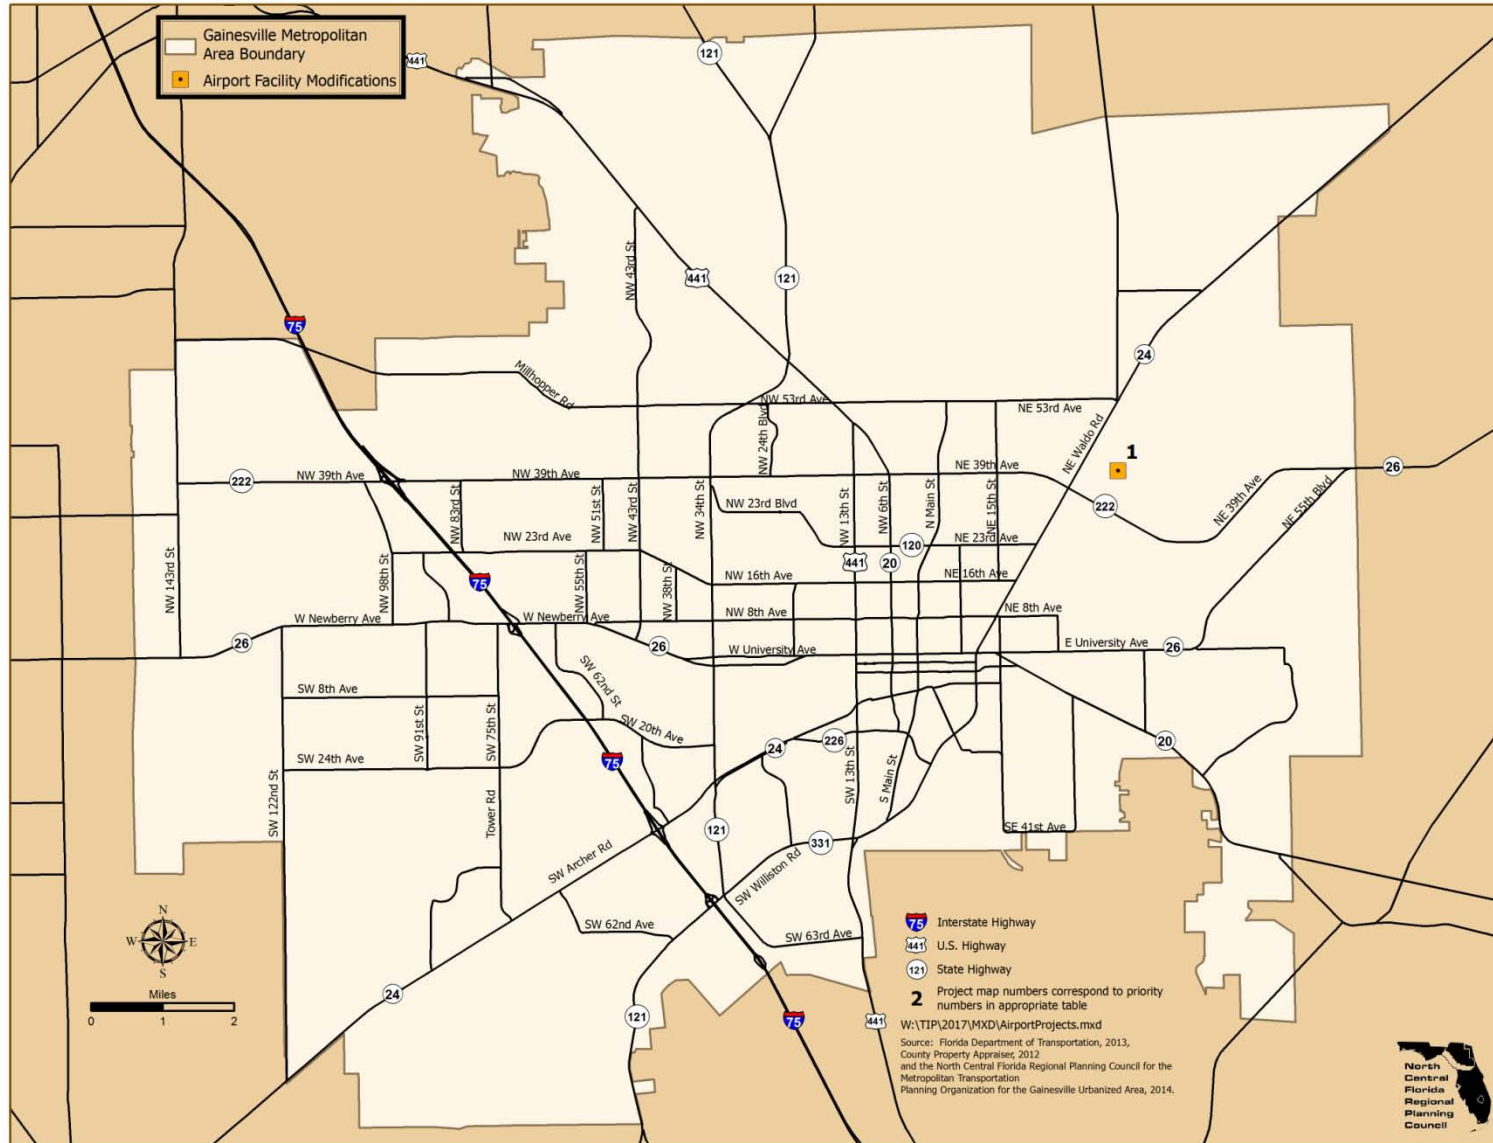 Gainesville Metropolitan
Area Boundary
Airport Facility Modifications
441
121
NW 43rd St
441
121
75
24
Millhopper Rd
NW 53rd Ave
NE 53rd Ave
NW 24th Blvd
NE Waldo Rd
1
222
NW 39th Ave
NW 39th Ave
NE 39th Ave
26
NW 83rd St
NW 51st St
NW 43rd St
NW 34th St
NW 23rd Blvd
NW 13th St
NW 6th St
N Main St
NE 15th St
222
NE 39th Ave
NE 55th Blvd
NW 23rd Ave
120
NE 23rd Ave
441
20
NW 143rd St
NW 98th St
75
NW 55th St
NW 38th St
NW 16th Ave
NE 16th Ave
W Newberry Ave
W Newberry Ave
NW 8th Ave
NE 8th Ave
26
26
W University Ave
E University Ave
26
SW 62nd St
SW 8th Ave
SW 91st St
SW 75th St
SW 20th Ave
SW 24th Ave
75
24
226
20
SW 122nd St
Tower Rd
SW 13th St
S Main St
SW Archer Rd
121
331
SE 41st Ave
SW Williston Rd
SW 62nd Ave
SW 63rd Ave
24
121
75
441
N
W
E
S
Miles
0
1
2
75
Interstate Highway
441
U.S. Highway
121
State Highway
2
Project map numbers correspond to priority
numbers in appropriate table
W:\TIP\2017\MXD\AirportProjects.mxd
Source: Florida Department of Transportation, 2013,
County Property Appraiser, 2012
and the North Central Florida Regional Planning Council for the
Metropolitan Transportation
Planning Organization for the Gainesville Urbanized Area, 2014.
North
Central
Florida
Regional
Planning
Council